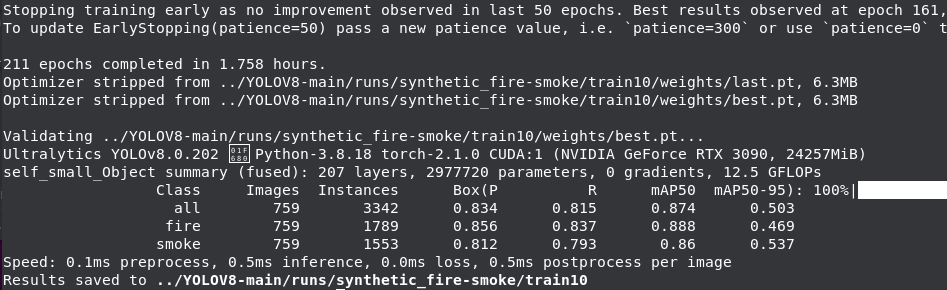 Stopping training early as no improvement observed in last 50 epochs. Best results observed at epoch 161,
To update EarlyStopping(patience=50) pass a new patience value, i.e. `patience=300` or use `patience=0` t
211 epochs completed in 1.758 hours.
Optimizer stripped from ../YOLOV8-main/runs/synthetic_fire-smoke/train10/weights/last.pt, 6.3MB
Optimizer stripped from ../YOLOV8-main/runs/synthetic_fire-smoke/train10/weights/best.pt, 6.3MB
Validating ../YOLOV8-main/runs/synthetic_fire-smoke/train10/weights/best.pt...
Ultralytics YOLOv8.0.202 🚀 Python-3.8.18 torch-2.1.0 CUDA:1 (NVIDIA GeForce RTX 3090, 24257MiB)
self_small_Object summary (fused): 207 layers, 2977720 parameters, 0 gradients, 12.5 GFLOPs
Class Images Instances Box(P R mAP50 mAP50-95): 100%|
all 759 3342 0.834 0.815 0.874 0.503
fire 759 1789 0.856 0.837 0.888 0.469
smoke 759 1553 0.812 0.793 0.86 0.537
Speed: 0.1ms preprocess, 0.5ms inference, 0.0ms loss, 0.5ms postprocess per image
Results saved to ../YOLOV8-main/runs/synthetic_fire-smoke/train10